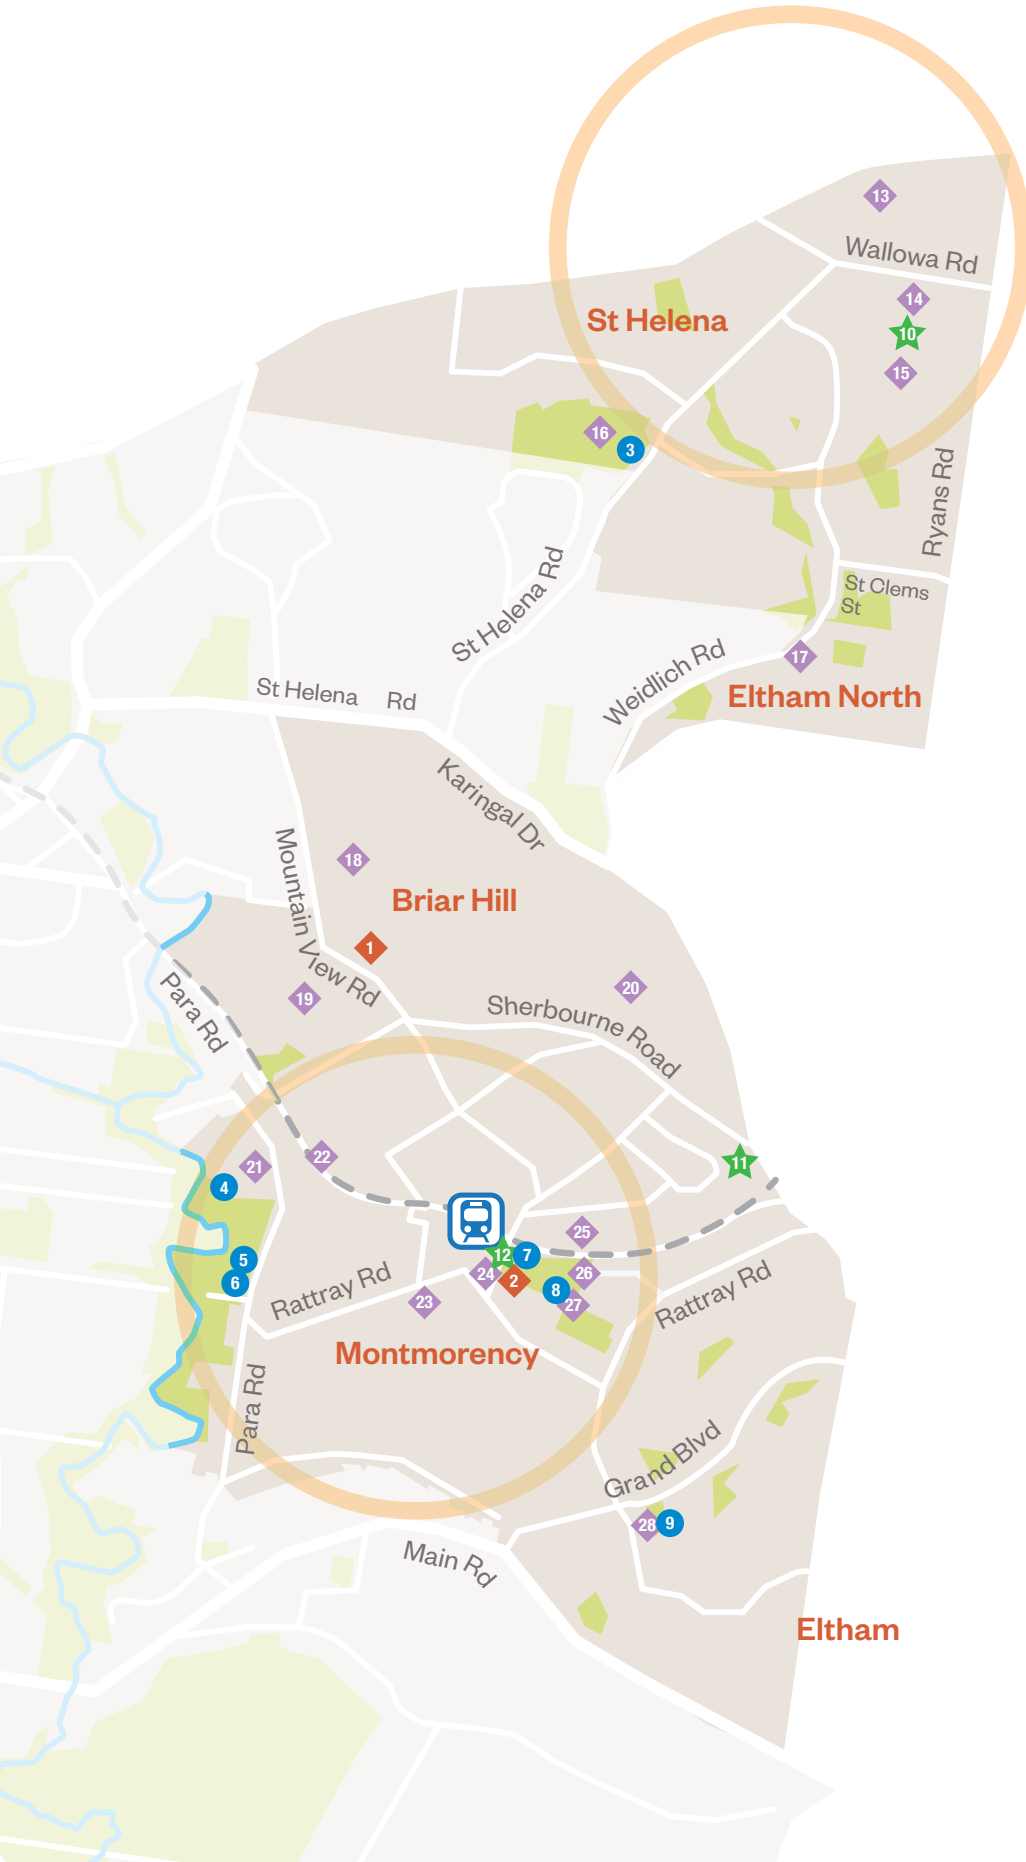 13
Wallowa Rd
14
St Helena
10
15
16
3
Ryans Rd
St Helena Rd
St Clems
St
17
Weidlich Rd
St Helena Rd
Eltham North
Karingal Dr
Mountain View Rd
18
Briar Hill
1
19
20
Para Rd
Sherbourne Road
22
21
11
4
25
12
7
5
24
2
26
6
8
27
Rattray Rd
23
Rattray Rd
Montmorency
Para Rd
Grand Blvd
28
9
Main Rd
Eltham